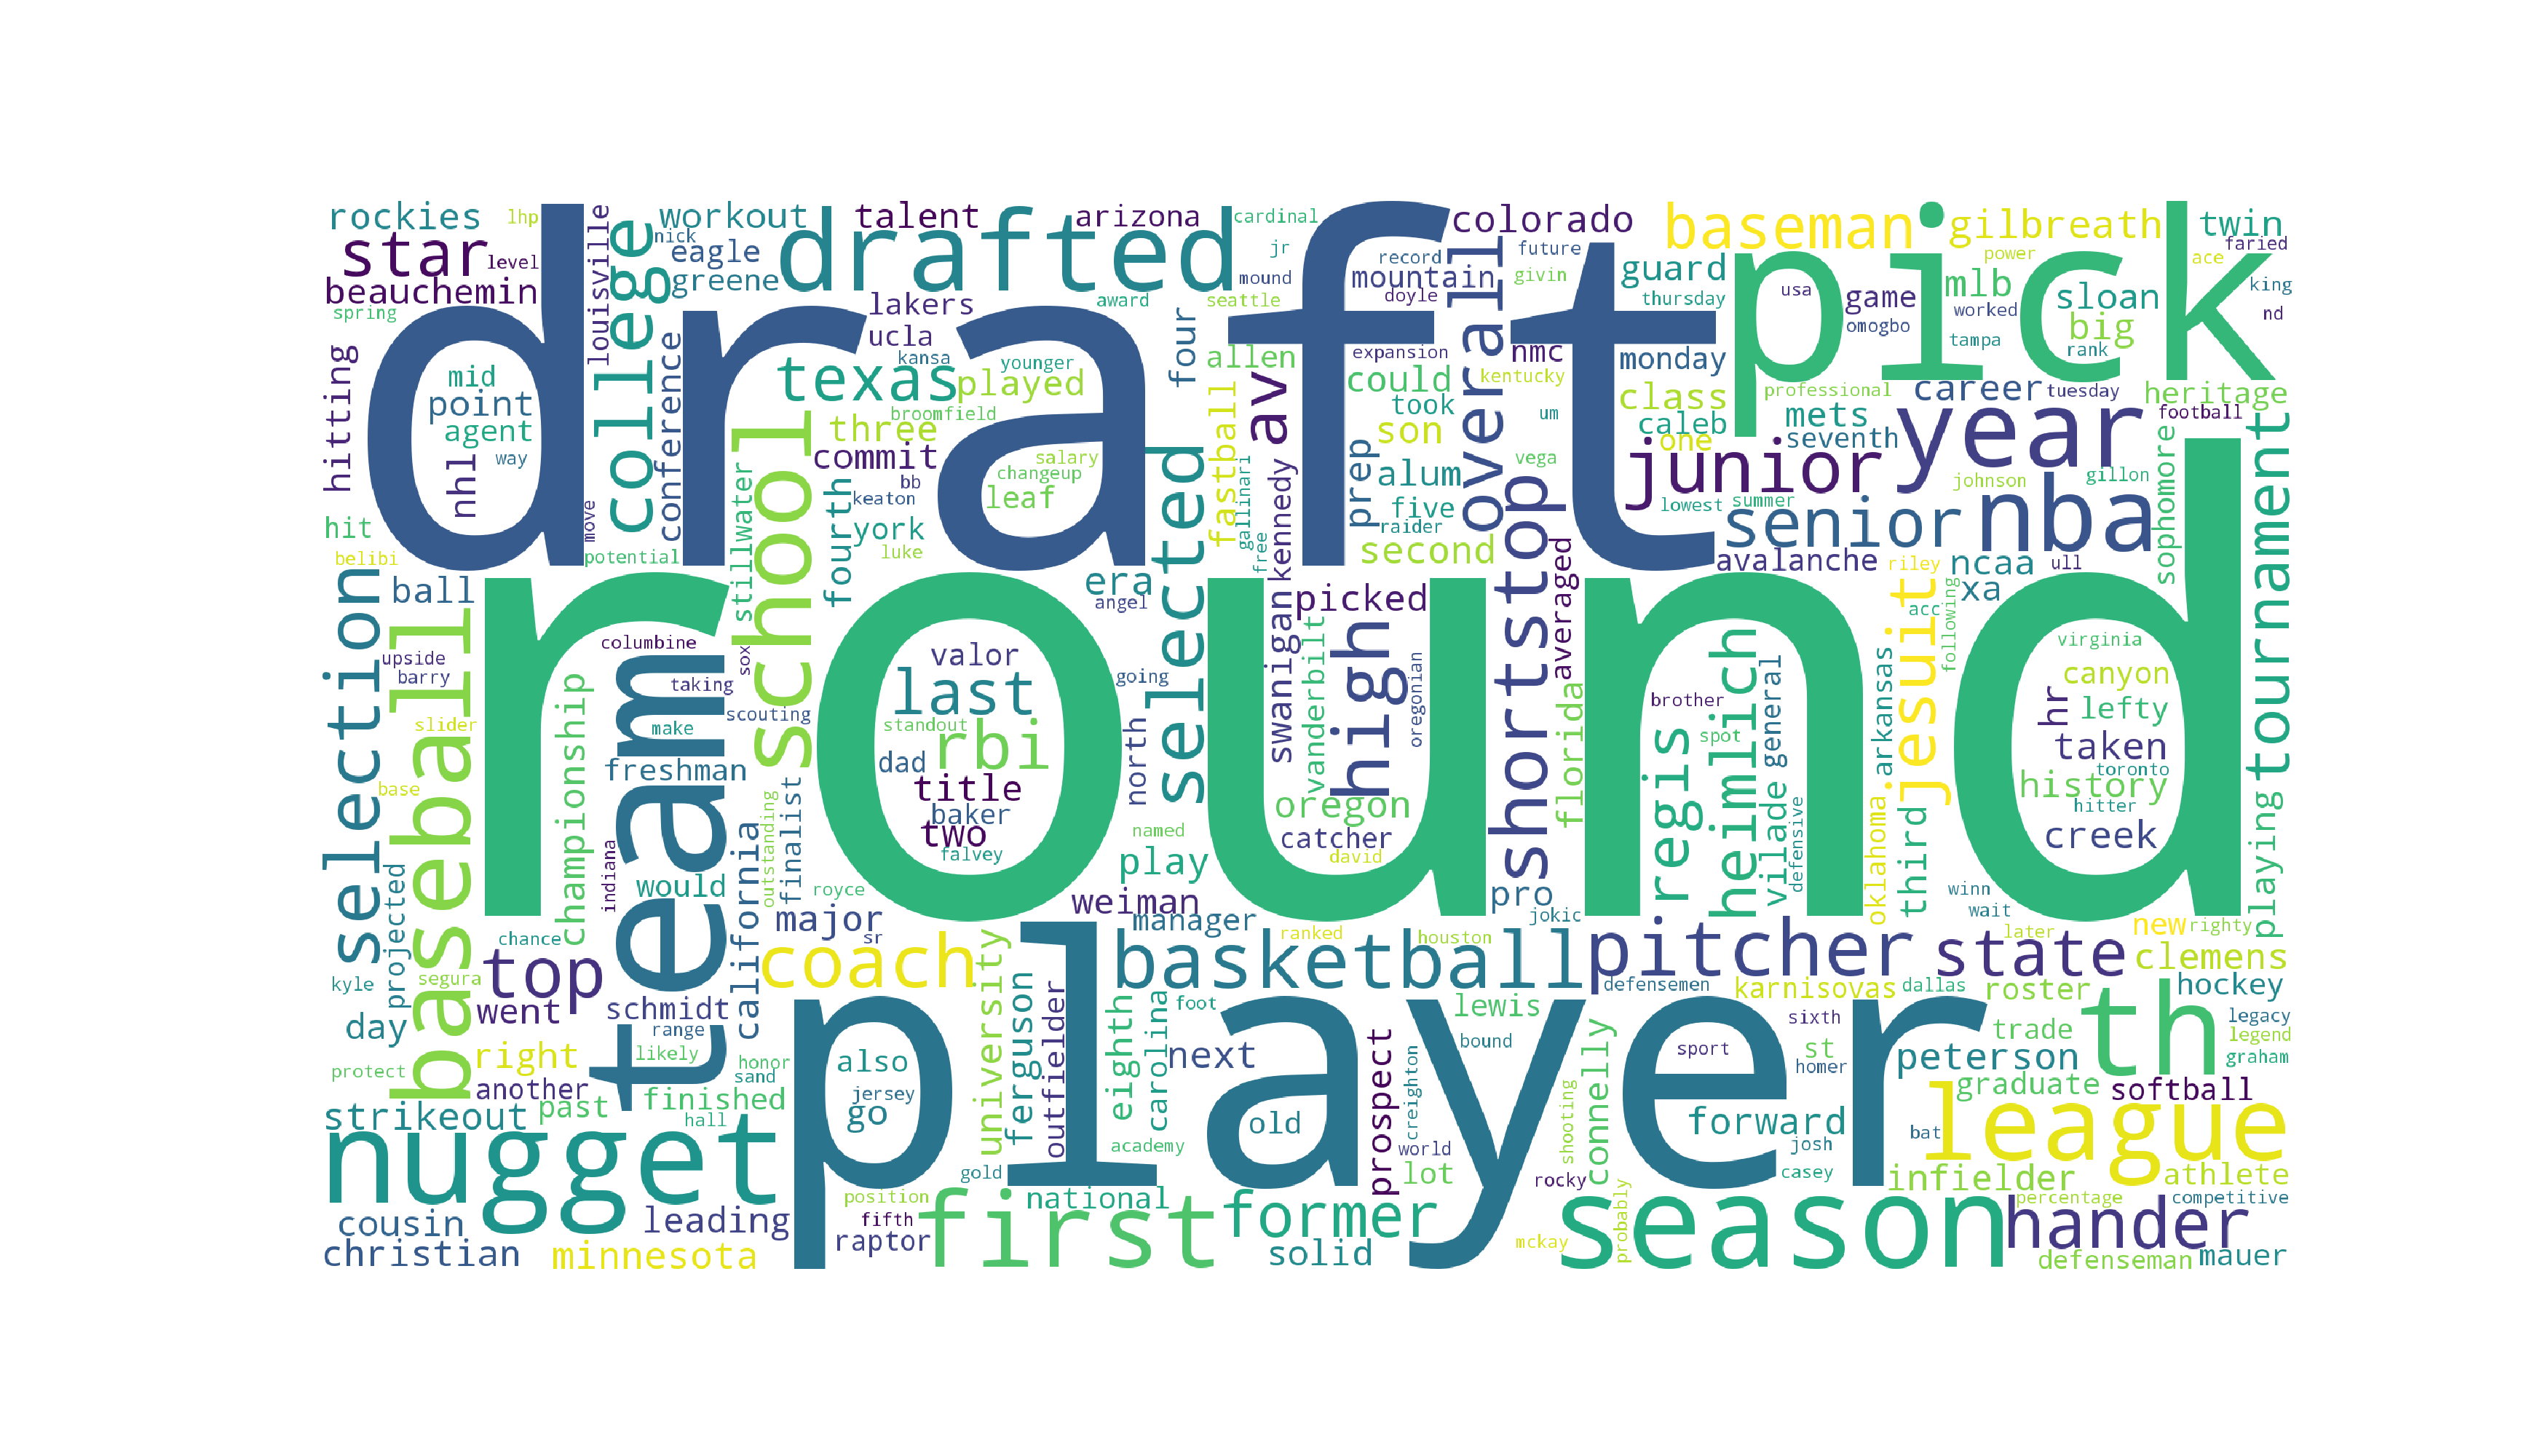 draft
round
player
pick
team
school
baseball
drafted
nugget
season
first
year
nba
league
th
basketball
pitcher
state
selection
selected
shortstop
high
college
star
texas
coach
top
last
rbi
former
hander
tournament
junior
senior
baseman
overall
jesuit
heimlich
regis
av
rockies
lhp
louisville
workout
nick
talent
arizona
cardinal
colorado
gilbreath
twin
faried
level
eagle
greene
jr
mound
record
future
mountain
givin
guard
power
ace
beauchemin
spring
lakers
award
seattle
doyle
thursday
usa
mlb
game
worked
sloan
king
nd
hitting
conference
ucla
kansa
younger
four
allen
expansion
nmc
kentucky
monday
omogbo
tampa
big
rank
mid
point
agent
way
nhl
played
broomfield
could
took
um
class
caleb
professional
career
tuesday
heritage
mets
football
three
commit
salary
changeup
leaf
bb
keaton
fastball
gallinari
free
kennedy
prep
son
alum
five
raider
second
vega
one
seventh
lowest
summer
johnson
gillon
sophomore
hit
belibi
move
potential
stillwater
fourth
york
luke
era
angel
picked
averaged
avalanche
riley
ncaa
ull
xa
acc
following
ball
upside
barry
columbine
sox
taking
valor
going
swanigan
vanderbilt
oregonian
brother
spot
general
arkansas
virginia
canyon
hr
lefty
taken
toronto
history
hitter
creek
championship
slider
base
make
scouting
freshman
standout
dad
title
baker
two
falvey
north
named
oregon
catcher
david
florida
vilade
defensive
oklahoma
third
playing
projected
indiana
would
california
outstanding
finalist
royce
play
weiman
manager
pro
jokic
winn
wait
later
new
righty
clemens
chance
kyle
segura
went
day
schmidt
range
major
sr
university
ferguson
outfielder
eighth
carolina
foot
ranked
houston
lewis
defensemen
karnisovas
dallas
roster
hockey
protect
right
another
likely
honor
sand
also
jersey
go
next
prospect
creighton
bound
connelly
sport
sixth
homer
st
trade
peterson
legacy
legend
graham
strikeout
past
finished
hall
academy
old
world
lot
shooting
forward
josh
casey
graduate
bat
softball
cousin
leading
gold
position
national
rocky
infielder
athlete
percentage
competitive
christian
minnesota
fifth
raptor
solid
mckay
probably
defenseman
mauer